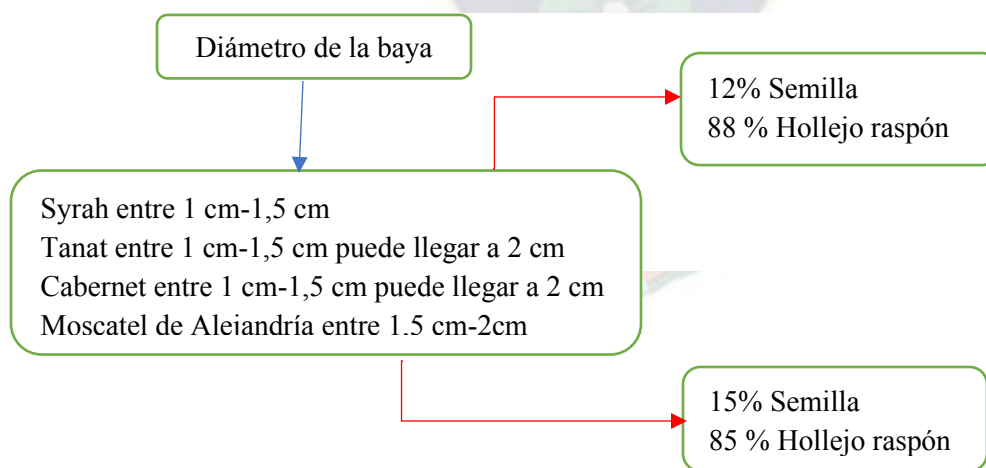 Diámetro de la baya
12% Semilla
88 % Hollejo raspón
Syrah entre 1 cm-1,5 cm
Tanat entre 1 cm-1,5 cm puede llegar a 2 cm
Cabernet entre 1 cm-1,5 cm puede llegar a 2 cm
Moscatel de Alejandría entre 1.5 cm-2cm
15% Semilla
85 % Hollejo raspón